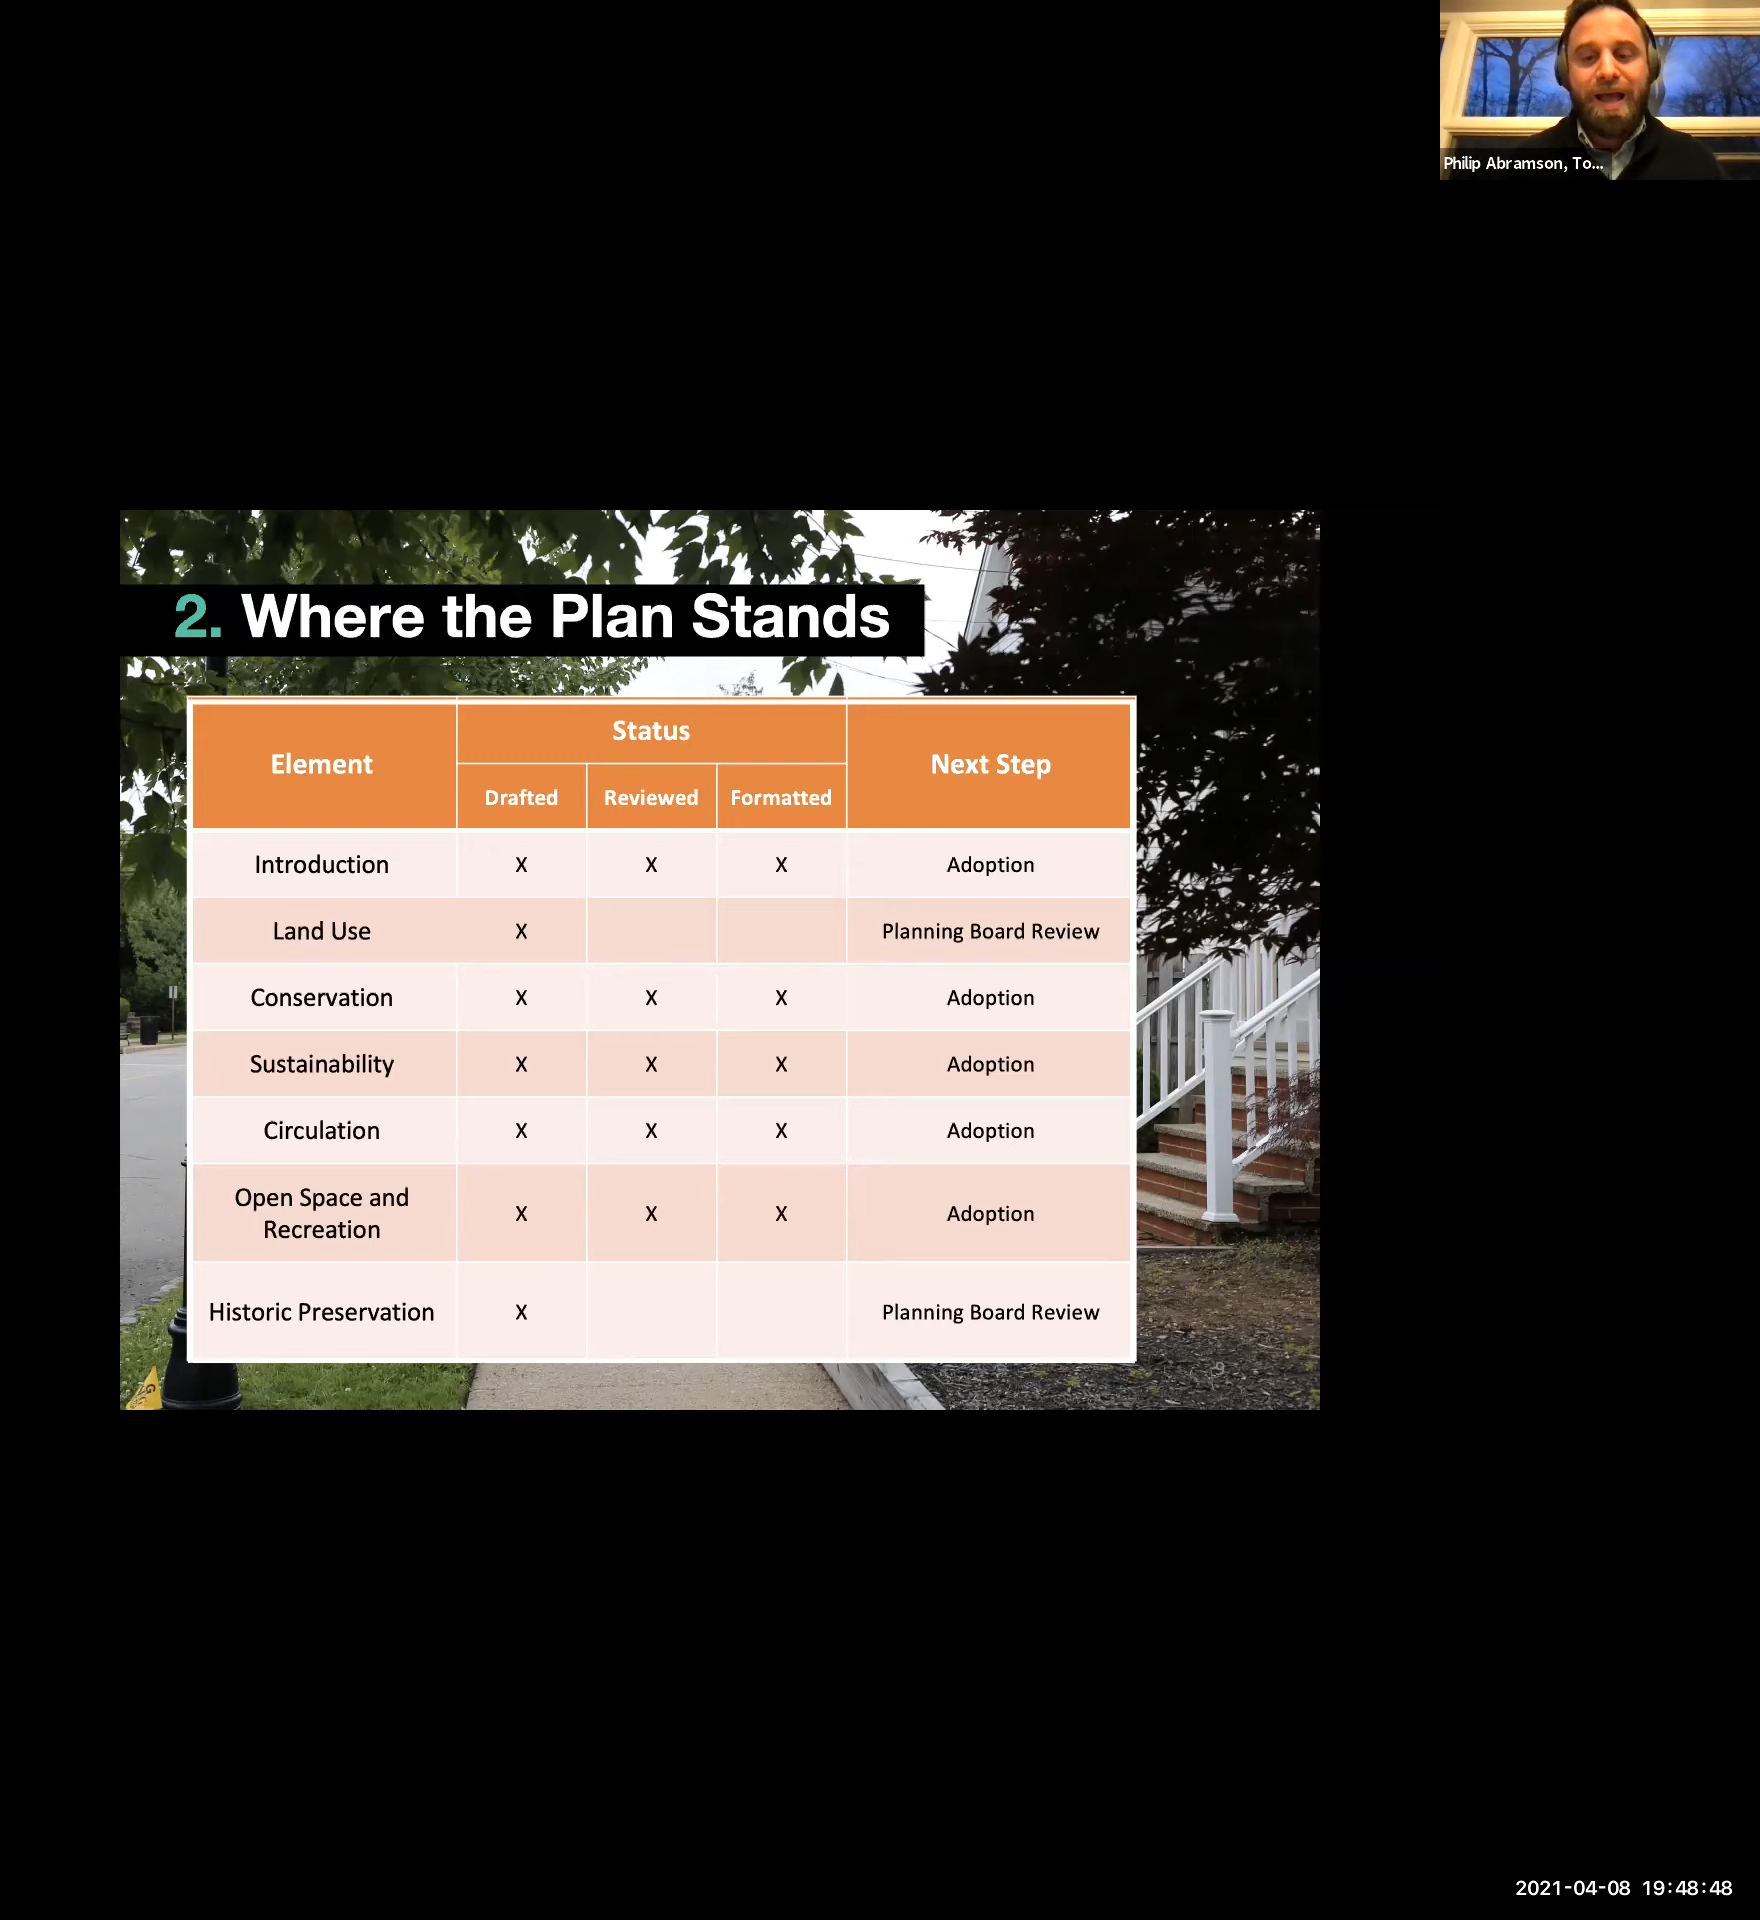 Philip Abramson, To...
2. Where the Plan Stands
Element
Status
Next Step
Drafted
Reviewed
Formatted
Introduction X X X Adoption
Land Use X Planning Board Review
Conservation X X X Adoption
Sustainability X X X Adoption
Circulation X X X Adoption
Open Space and
Recreation
X X X Adoption
Historic Preservation X Planning Board Review
9
2021-04-08 19:48:48